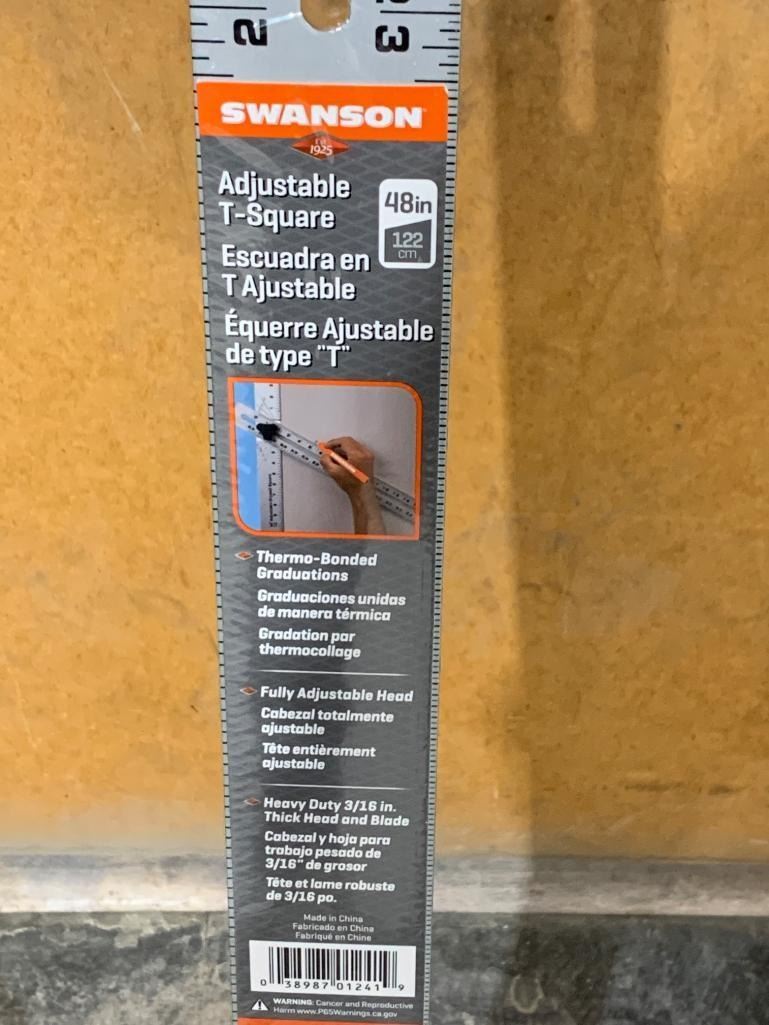 2 3
SWANSON
Est
1925
Adjustable
T-Square
48in
122
cm
Escuadra en
T Ajustable
Équerre Ajustable
de type "T"
Thermo-Bonded
Graduations
Graduaciones unidas
de manera térmica
Gradation par
thermocollage
Fully Adjustable Head
Cabezal totalmente
ajustable
Tête entièrement
ajustable
Heavy Duty 3/16 in.
Thick Head and Blade
Cabezal y hoja para
trabajo pesado de
3/16" de grosor
Tête et lame robuste
de 3/16 po.
Made in China
Fabricado en China
Fabriqué en Chine
0 38987 01241 9
WARNING: Cancer and Reproductive
Harm www.P65Warnings.ca.gov